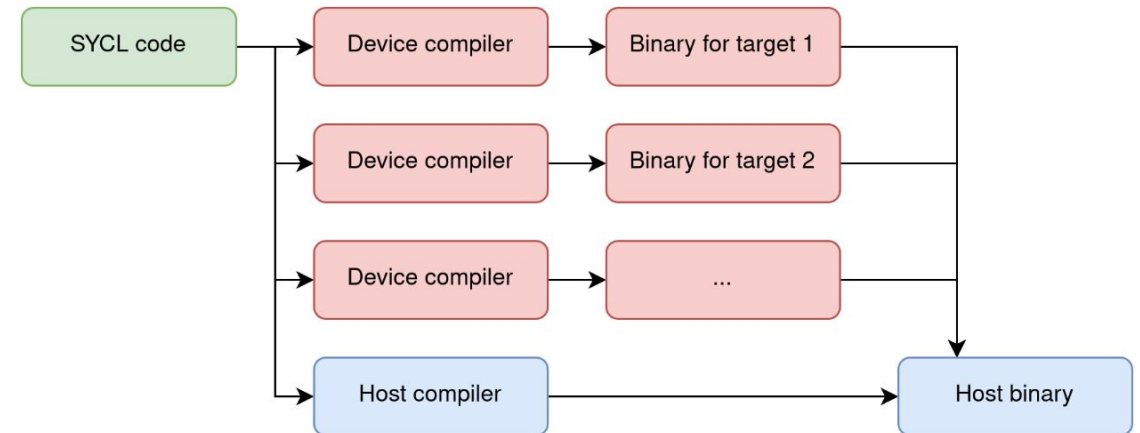 SYCL code
Device compiler
Binary for target 1
Device compiler
Binary for target 2
Device compiler
...
Host compiler
Host binary